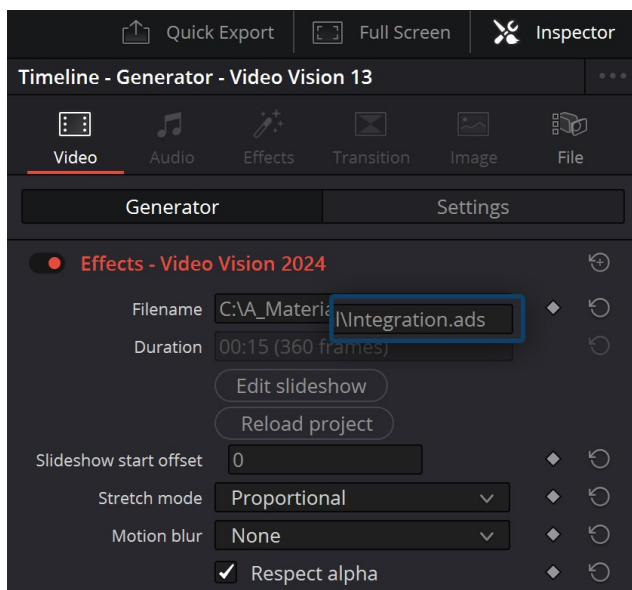 Quick Export Full Screen Inspector
Timeline - Generator - Video Vision 13
Video Audio Effects Transition Image File
Generator Settings
Effects - Video Vision 2024
Filename C:\A_Materia
l\Integration.ads
Duration 00:15 (360 frames)
Edit slideshow
Reload project
Slideshow start offset 0
Stretch mode Proportional
Motion blur None
Respect alpha